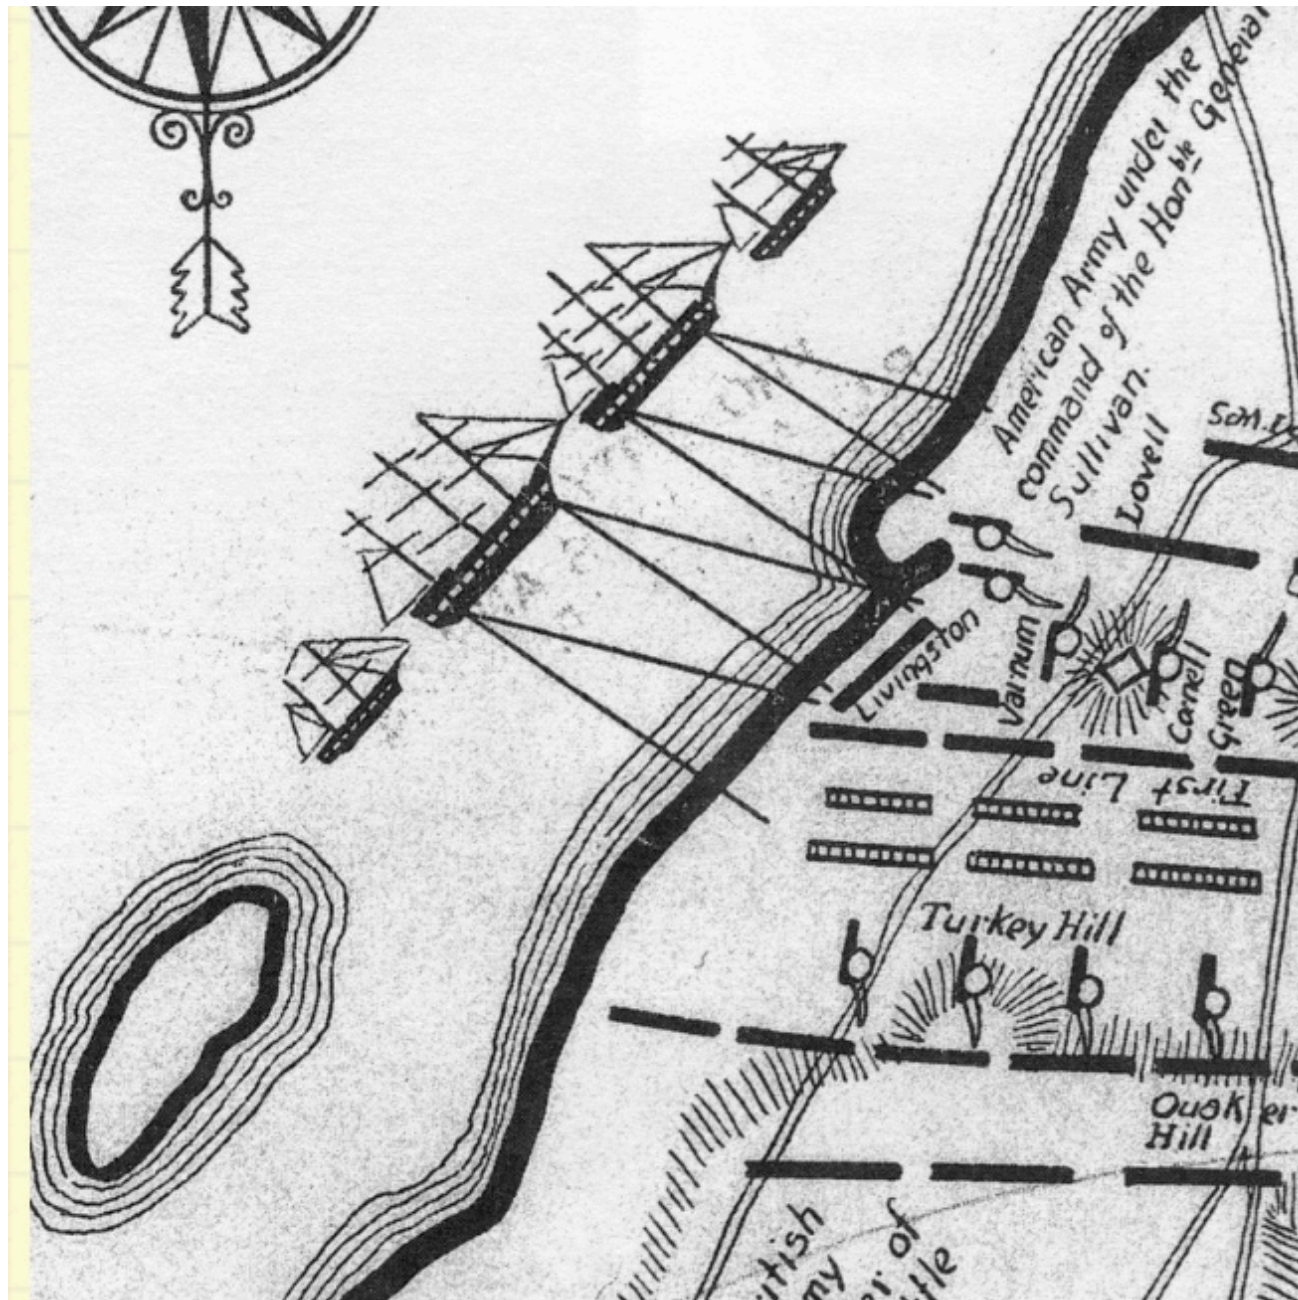 American Army under the
command of the Hon ble General
Sullivan.
Lovell
Livingston
Varnum
Cornell
Green
First Line
Turkey Hill
Quaker
Hill
of